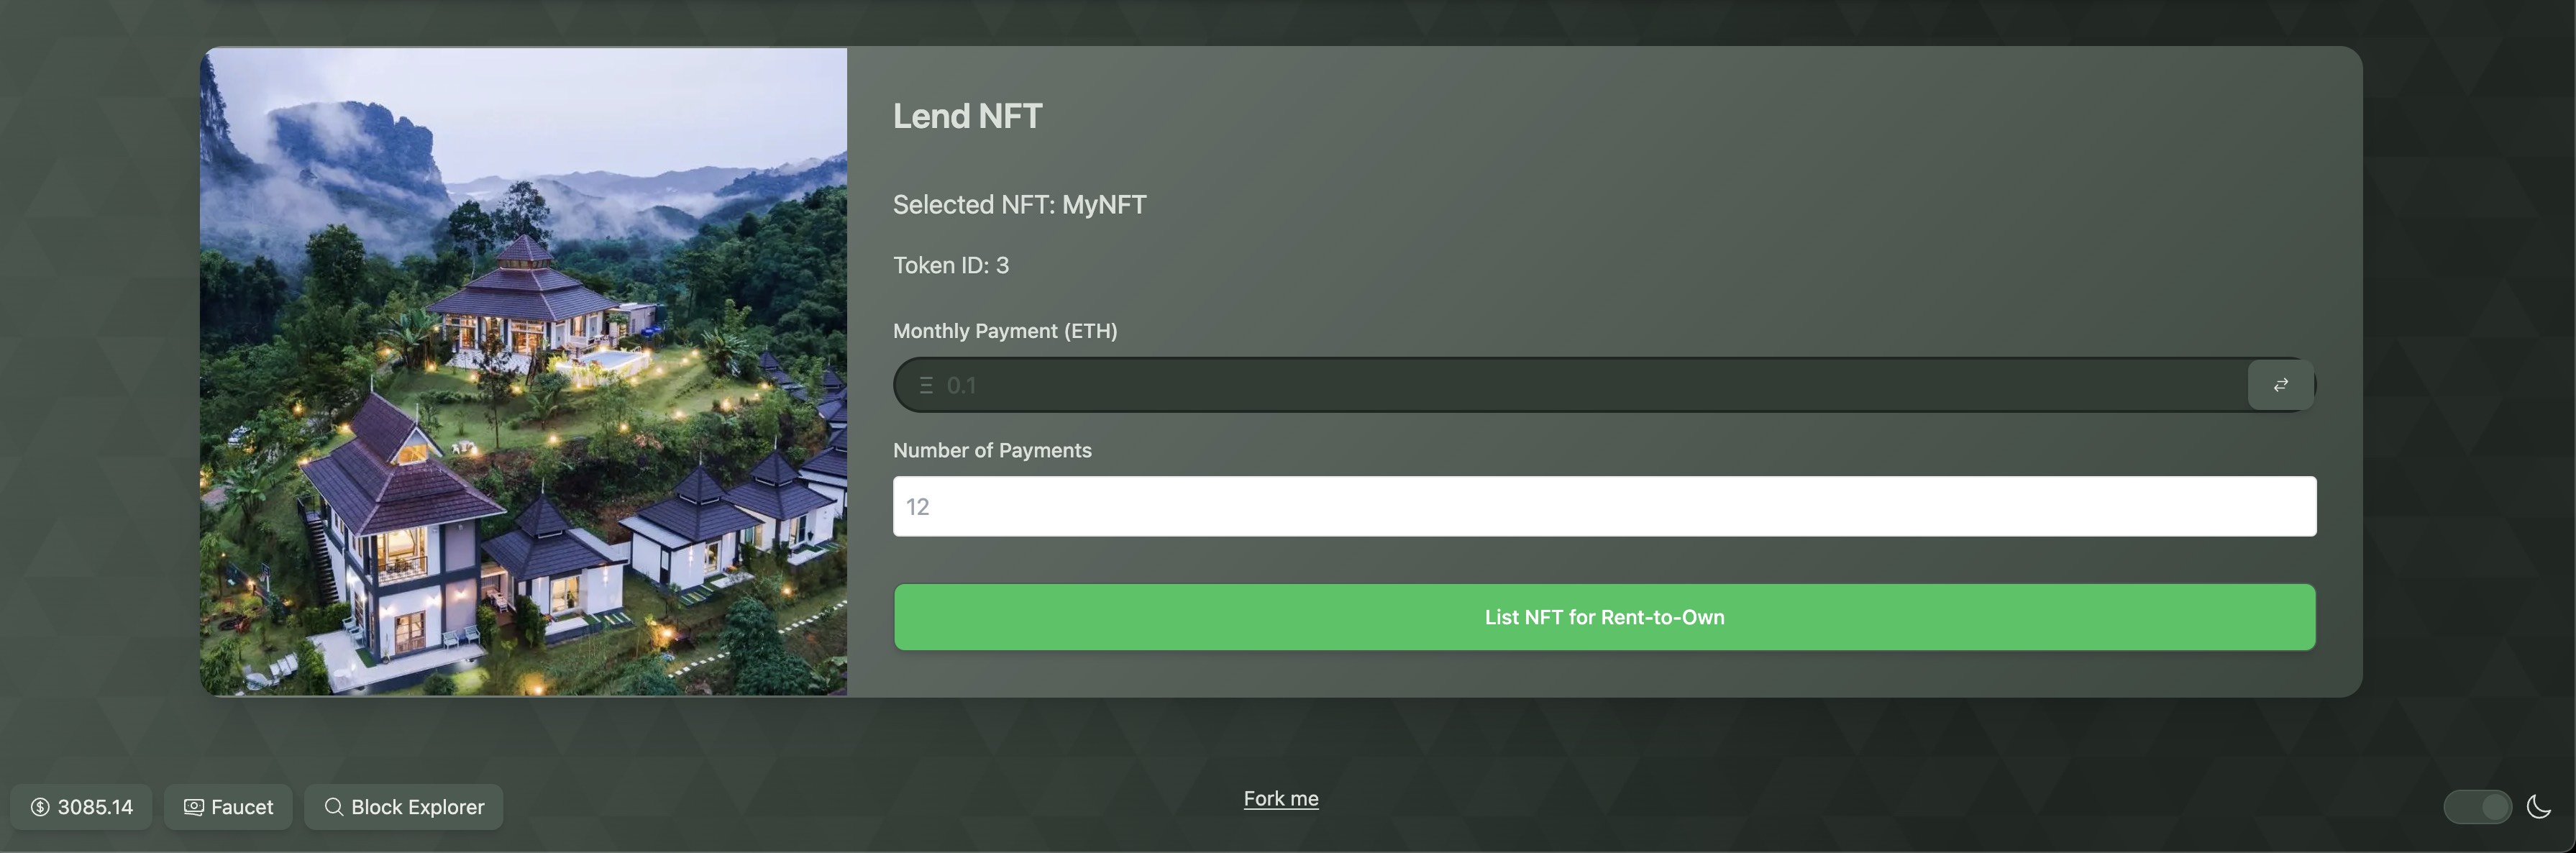 Lend NFT
Selected NFT: MyNFT
Token ID: 3
Monthly Payment (ETH)
Ξ 0.1
Number of Payments
12
List NFT for Rent-to-Own
3085.14
Faucet
Block Explorer
Fork me